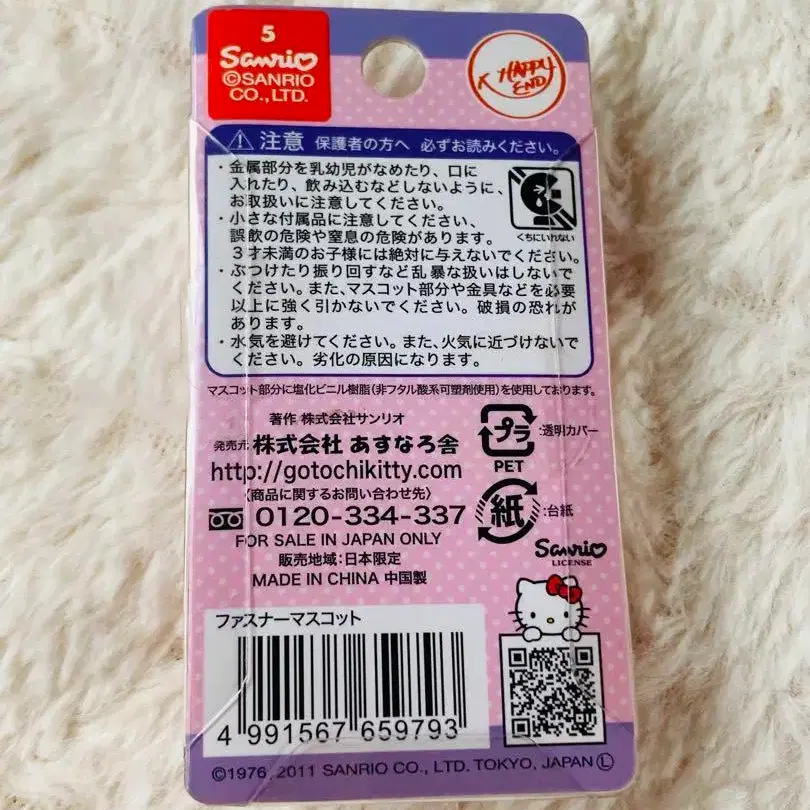 5
Sanrio
©SANRIO
CO.,LTD.
HAPPY
END
注意 保護者の方へ 必ずお読みください。
・金属部分を乳幼児がなめたり、口に
入れたり、飲み込むなどしないように、
お取扱いに注意してください。
・小さな付属品に注意してください、
誤飲の危険や窒息の危険があります。
3才未満のお子様には絶対に与えないでください。
くちにいれない
・ぶつけたり振り回すなど乱暴な扱いはしないで
ください。また、マスコット部分や金具などを必要
以上に強く引かないでください。破損の恐れが
あります。
・水気を避けてください。また、火気に近づけないで
ください。劣化の原因になります。
マスコット部分に塩化ビニル樹脂(非フタル酸系可塑剤使用)を使用しております。
著作 株式会社サンリオ
発売元 株式会社 あすなろ舎
http://gotochikitty.com
〈商品に関するお問い合わせ先〉
0120-334-337
FOR SALE IN JAPAN ONLY
販売地域:日本限定
MADE IN CHINA 中国製
プラ :透明カバー
PET
紙 :台紙
Sanrio
LICENSE
ファスナーマスコット
4 991567 659793
©1976, 2011 SANRIO CO., LTD. TOKYO, JAPAN Ⓛ